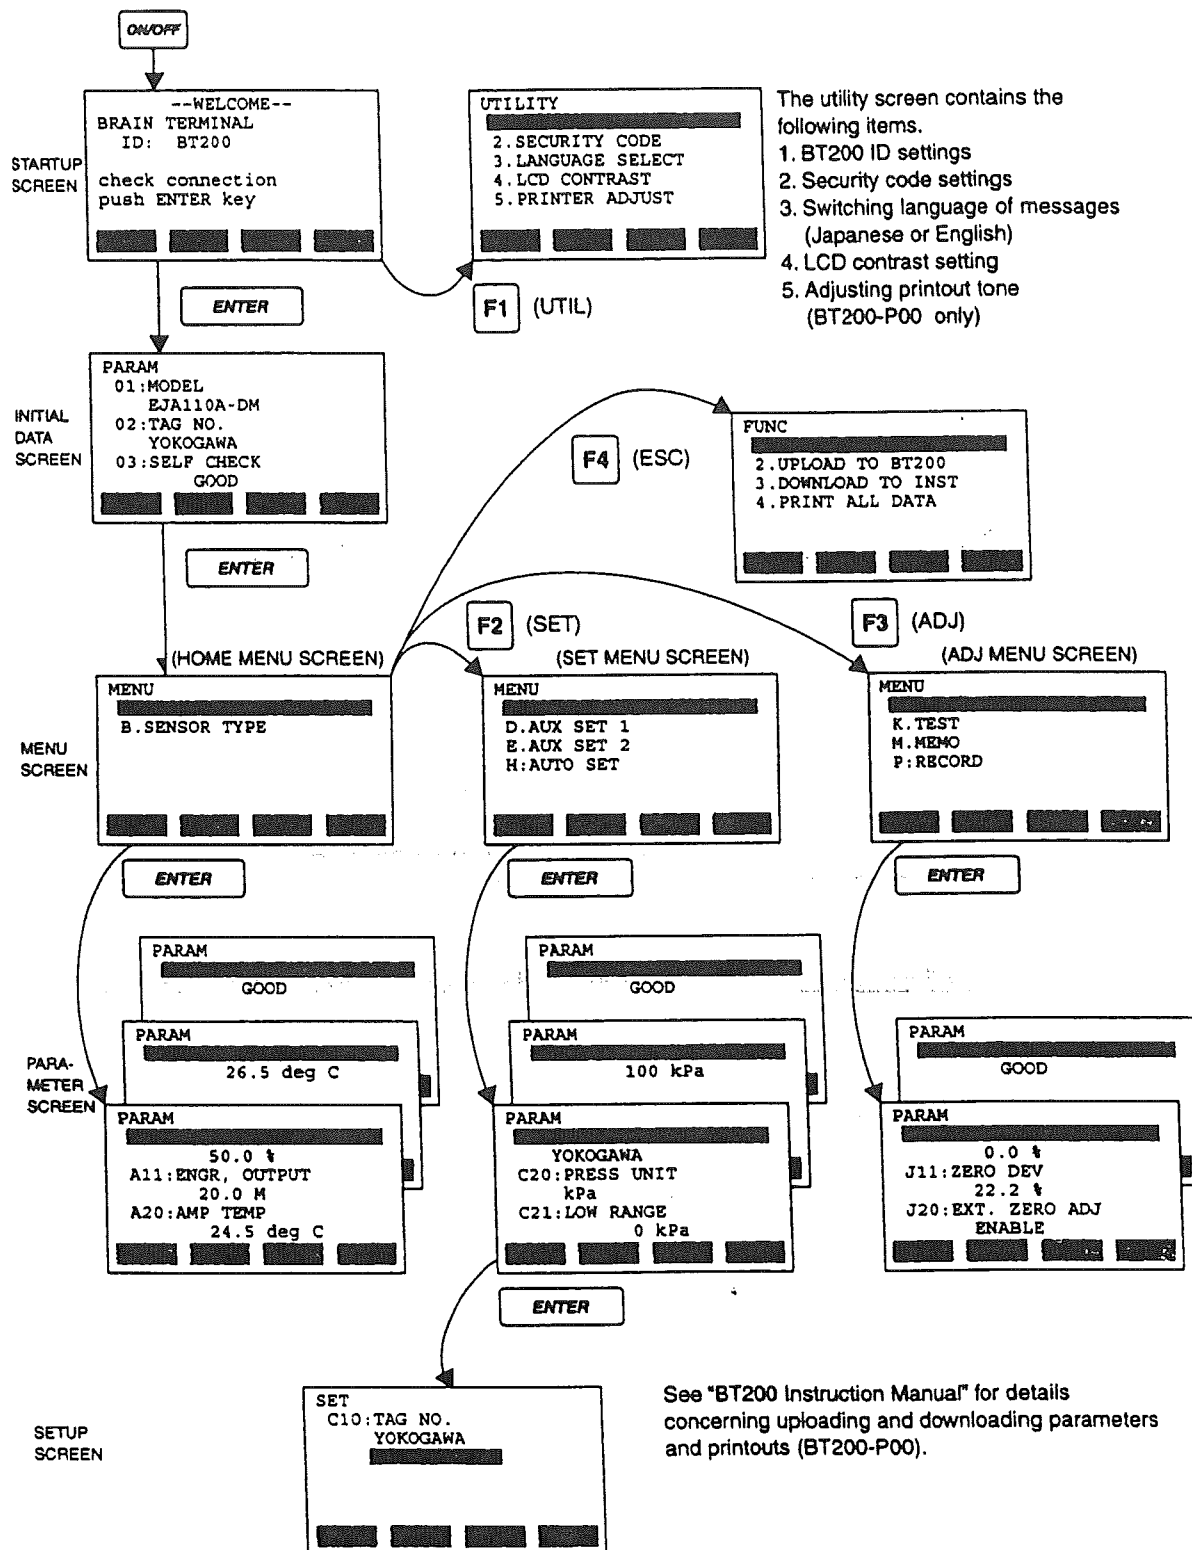 ON/OFF
STARTUP
SCREEN
--WELCOME--
BRAIN TERMINAL
ID: BT200
check connection
push ENTER key
UTILITY
2.SECURITY CODE
3.LANGUAGE SELECT
4.LCD CONTRAST
5.PRINTER ADJUST
The utility screen contains the
following items.
1. BT200 ID settings
2. Security code settings
3. Switching language of messages
(Japanese or English)
4. LCD contrast setting
5. Adjusting printout tone
(BT200-P00 only)
ENTER
F1 (UTIL)
INITIAL
DATA
SCREEN
PARAM
01:MODEL
EJA110A-DM
02:TAG NO.
YOKOGAWA
03:SELF CHECK
GOOD
F4 (ESC)
FUNC
2.UPLOAD TO BT200
3.DOWNLOAD TO INST
4.PRINT ALL DATA
ENTER
F2 (SET)
F3 (ADJ)
(HOME MENU SCREEN)
(SET MENU SCREEN)
(ADJ MENU SCREEN)
MENU
SCREEN
MENU
B.SENSOR TYPE
MENU
D.AUX SET 1
E.AUX SET 2
H:AUTO SET
MENU
K.TEST
M.MEMO
P:RECORD
ENTER
ENTER
ENTER
PARA-
METER
SCREEN
PARAM
GOOD
PARAM
26.5 deg C
PARAM
50.0 %
A11:ENGR, OUTPUT
20.0 M
A20:AMP TEMP
24.5 deg C
PARAM
GOOD
PARAM
100 kPa
PARAM
YOKOGAWA
C20:PRESS UNIT
kPa
C21:LOW RANGE
0 kPa
PARAM
GOOD
PARAM
0.0 %
J11:ZERO DEV
22.2 %
J20:EXT. ZERO ADJ
ENABLE
ENTER
SETUP
SCREEN
SET
C10:TAG NO.
YOKOGAWA
See "BT200 Instruction Manual" for details
concerning uploading and downloading parameters
and printouts (BT200-P00).